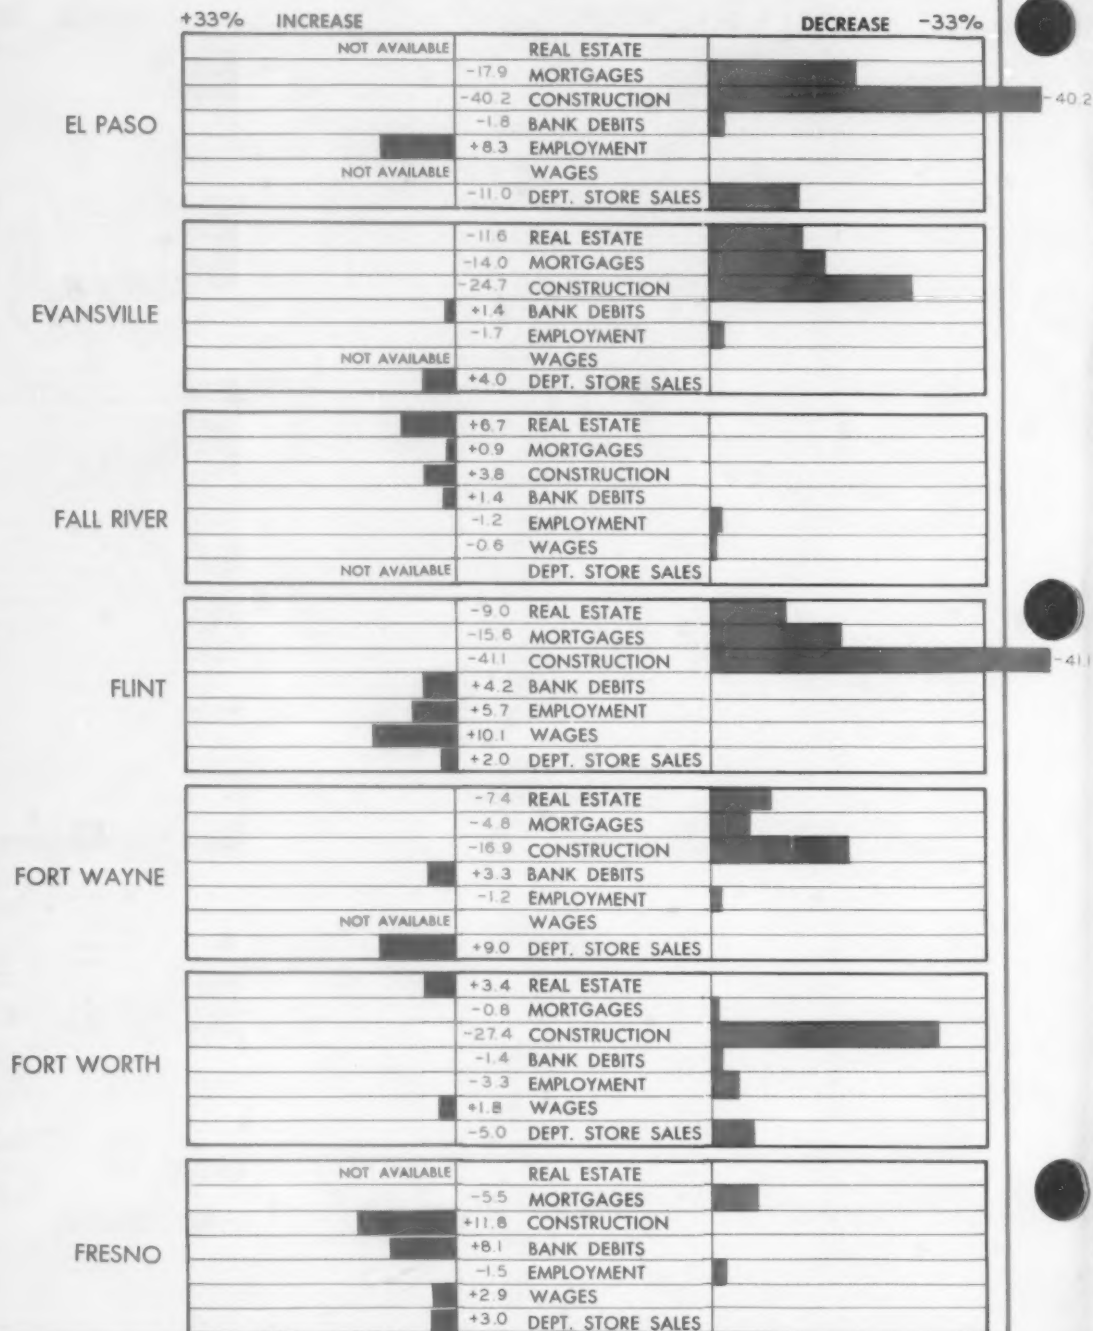 +33% INCREASE DECREASE -33%
EL PASO
NOT AVAILABLE REAL ESTATE
-17.9 MORTGAGES
-40.2 CONSTRUCTION -40.2
-1.8 BANK DEBITS
+8.3 EMPLOYMENT
NOT AVAILABLE WAGES
-11.0 DEPT. STORE SALES
EVANSVILLE
-11.6 REAL ESTATE
-14.0 MORTGAGES
-24.7 CONSTRUCTION
+1.4 BANK DEBITS
-1.7 EMPLOYMENT
NOT AVAILABLE WAGES
+4.0 DEPT. STORE SALES
FALL RIVER
+6.7 REAL ESTATE
+0.9 MORTGAGES
+3.8 CONSTRUCTION
+1.4 BANK DEBITS
-1.2 EMPLOYMENT
-0.6 WAGES
NOT AVAILABLE DEPT. STORE SALES
FLINT
-9.0 REAL ESTATE
-15.6 MORTGAGES
-41.1 CONSTRUCTION -41.1
+4.2 BANK DEBITS
+5.7 EMPLOYMENT
+10.1 WAGES
+2.0 DEPT. STORE SALES
FORT WAYNE
-7.4 REAL ESTATE
-4.8 MORTGAGES
-16.9 CONSTRUCTION
+3.3 BANK DEBITS
-1.2 EMPLOYMENT
NOT AVAILABLE WAGES
+9.0 DEPT. STORE SALES
FORT WORTH
+3.4 REAL ESTATE
-0.8 MORTGAGES
-27.4 CONSTRUCTION
-1.4 BANK DEBITS
-3.3 EMPLOYMENT
+1.8 WAGES
-5.0 DEPT. STORE SALES
FRESNO
NOT AVAILABLE REAL ESTATE
-5.5 MORTGAGES
+11.8 CONSTRUCTION
+8.1 BANK DEBITS
-1.5 EMPLOYMENT
+2.9 WAGES
+3.0 DEPT. STORE SALES